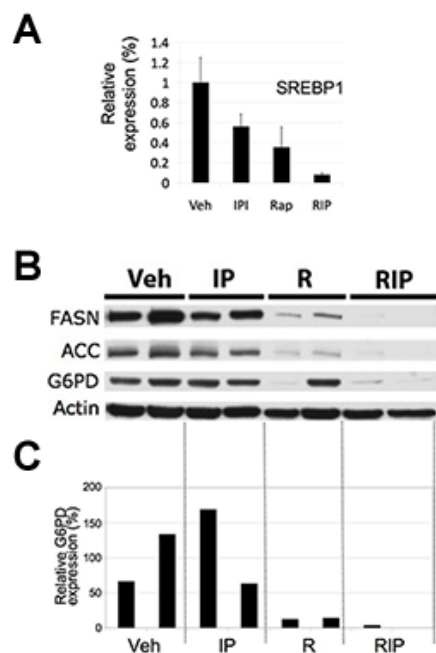 A
Relative
expression (%)
1.4
1.2
1
0.8
0.6
0.4
0.2
0
SREBP1
Veh IPI Rap RIP
B
Veh IP R RIP
FASN
ACC
G6PD
Actin
C
Relative G6PD
expression (%)
200
150
100
50
0
Veh IP R RIP